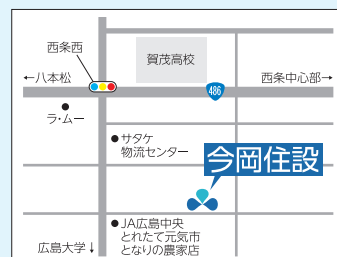 西条西
賀茂高校
←八本松
486
西条中心部→
ラ・ムー
●サタケ
物流センター
今岡住設
●JA広島中央
とれたて元気市
となりの農家店
広島大学↓